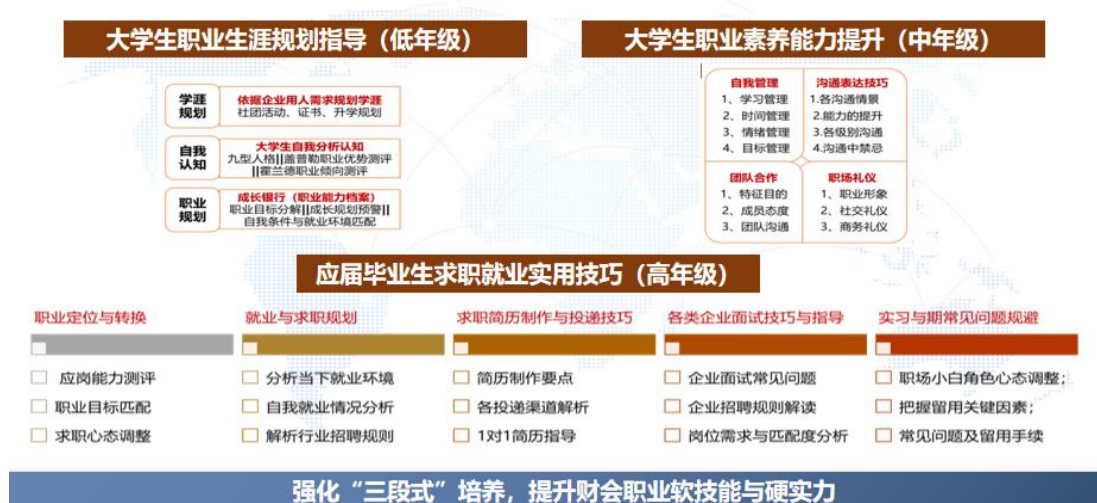 大学生职业生涯规划指导（低年级）
学涯
规划
依据企业用人需求规划学涯
社团活动、证书、升学规划
自我
认知
大学生自我分析认知
九型人格||盖普勒职业优势测评
||霍兰德职业倾向测评
职业
规划
成长银行（职业能力档案）
职业目标分解||成长规划预警||
自我条件与就业环境匹配
大学生职业素养能力提升（中年级）
自我管理
1、学习管理
2、时间管理
3、情绪管理
4、目标管理
沟通表达技巧
1.各沟通情景
2.能力的提升
3.各级别沟通
4.沟通中禁忌
团队合作
1、特征目的
2、成员态度
3、团队沟通
职场礼仪
1、职业形象
2、社交礼仪
3、商务礼仪
应届毕业生求职就业实用技巧（高年级）
职业定位与转换
应岗能力测评
职业目标匹配
求职心态调整
就业与求职规划
分析当下就业环境
自我就业情况分析
解析行业招聘规则
求职简历制作与投递技巧
简历制作要点
各投递渠道解析
1对1简历指导
各类企业面试技巧与指导
企业面试常见问题
企业招聘规则解读
岗位需求与匹配度分析
实习与期常见问题规避
职场小白角色心态调整；
把握留用关键因素；
常见问题及留用手续
强化“三段式”培养，提升财会职业软技能与硬实力